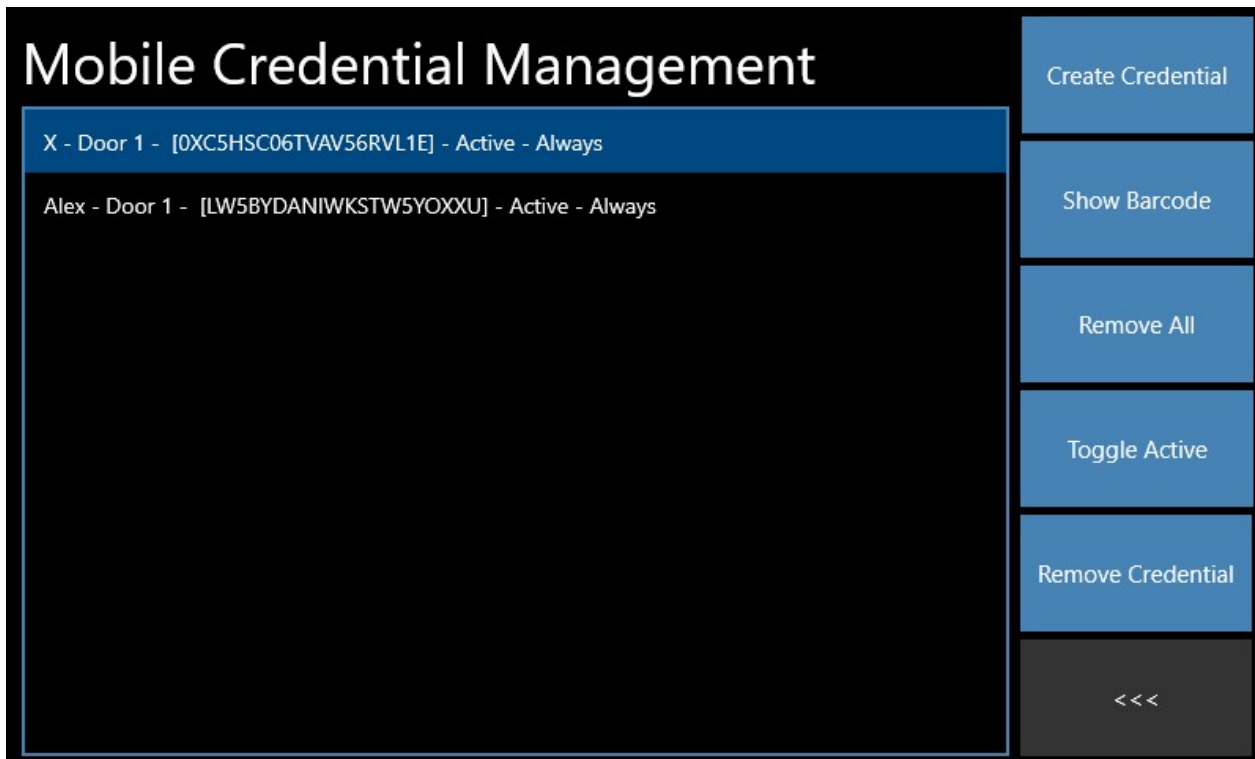 Mobile Credential Management
X - Door 1 -  [0XC5HSC06TVAV56RVL1E] - Active - Always
Alex - Door 1 -  [LW5BYDANIWKSTW5YOXXU] - Active - Always
Create Credential
Show Barcode
Remove All
Toggle Active
Remove Credential
<<<